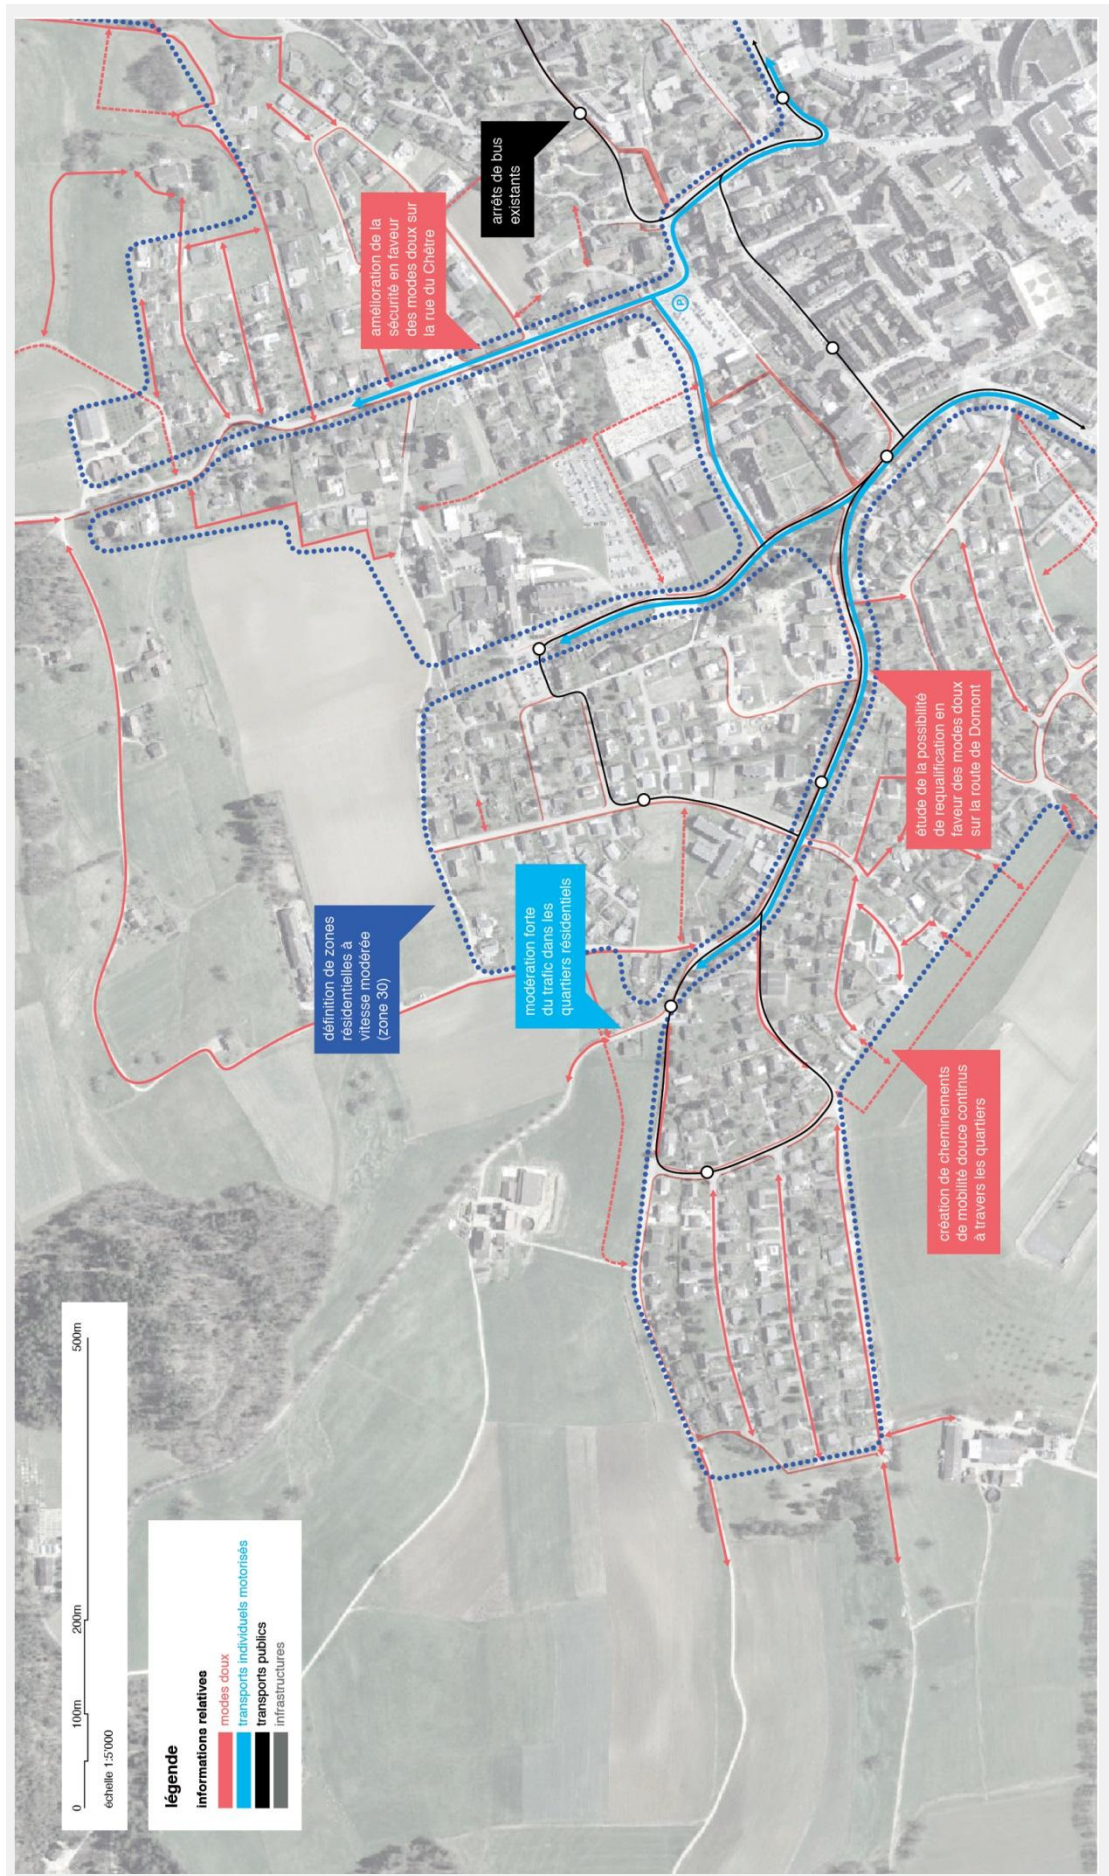 définition de zones
résidentielles à
vitesse modérée
(zone 30)
amélioration de la
sécurité en faveur
des modes doux sur
la rue du Chêtre
arrêts de bus
existants
modération forte
du trafic dans les
quartiers résidentiels
étude de la possibilité
de requalification en
faveur des modes doux
sur la route de Domont
création de cheminements
de mobilité douce continus
à travers les quartiers
P
0 100m 200m 500m
échelle 1:5'000
légende
informations relatives
modes doux
transports individuels motorisés
transports publics
infrastructures